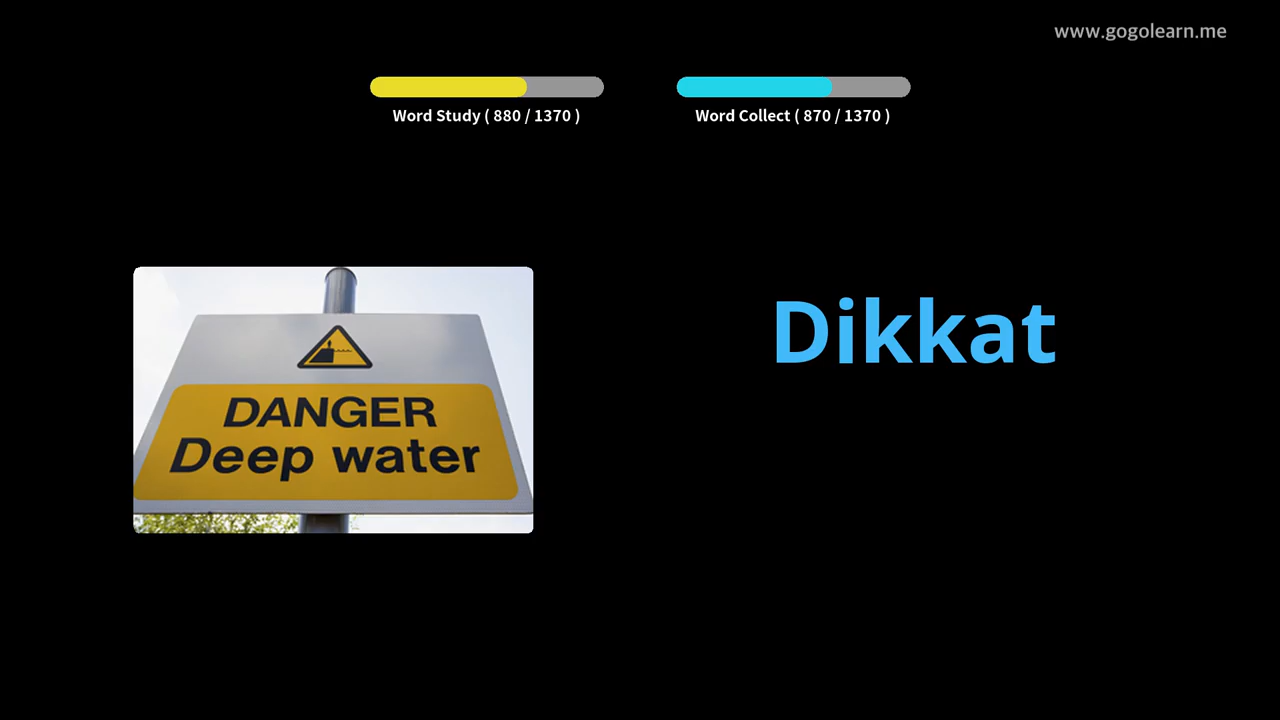 www.gogolearn.me
Word Study ( 880 / 1370 )
Word Collect ( 870 / 1370 )
DANGER
Deep water
Dikkat